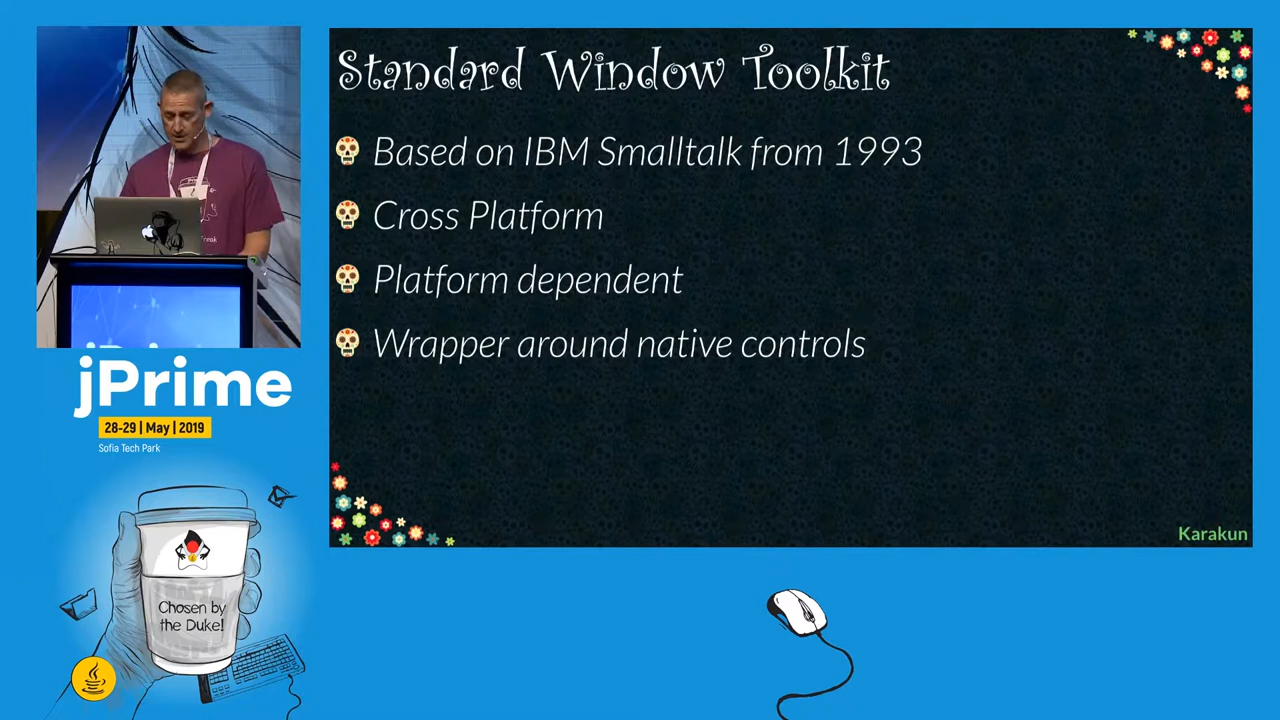 Standard Window Toolkit
Based on IBM Smalltalk from 1993
Cross Platform
Platform dependent
Wrapper around native controls
Karakun
reak
jPrime
28-29 | May | 2019
Sofia Tech Park
Chosen by
the Duke!